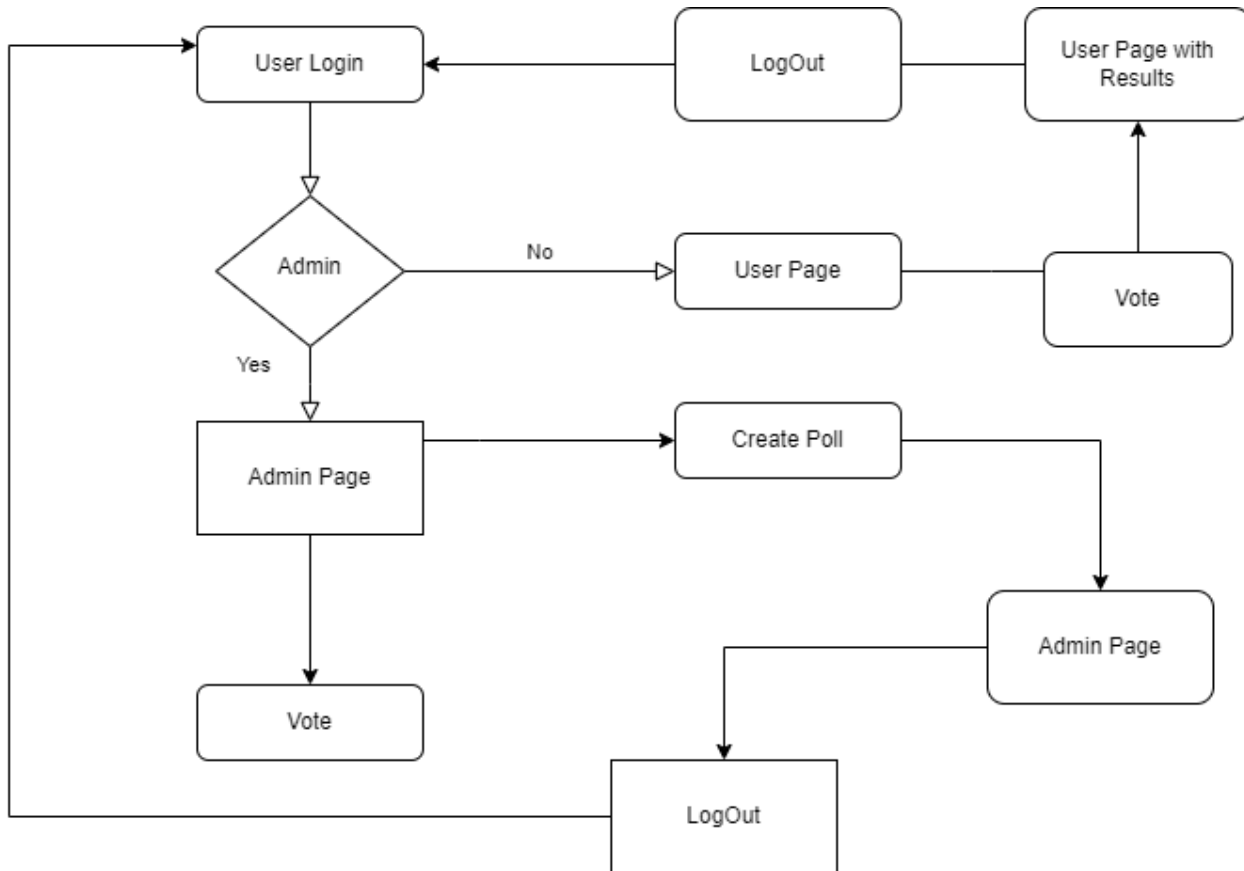 User Login
LogOut
User Page with
Results
Admin
No
User Page
Vote
Yes
Admin Page
Create Poll
Admin Page
Vote
LogOut